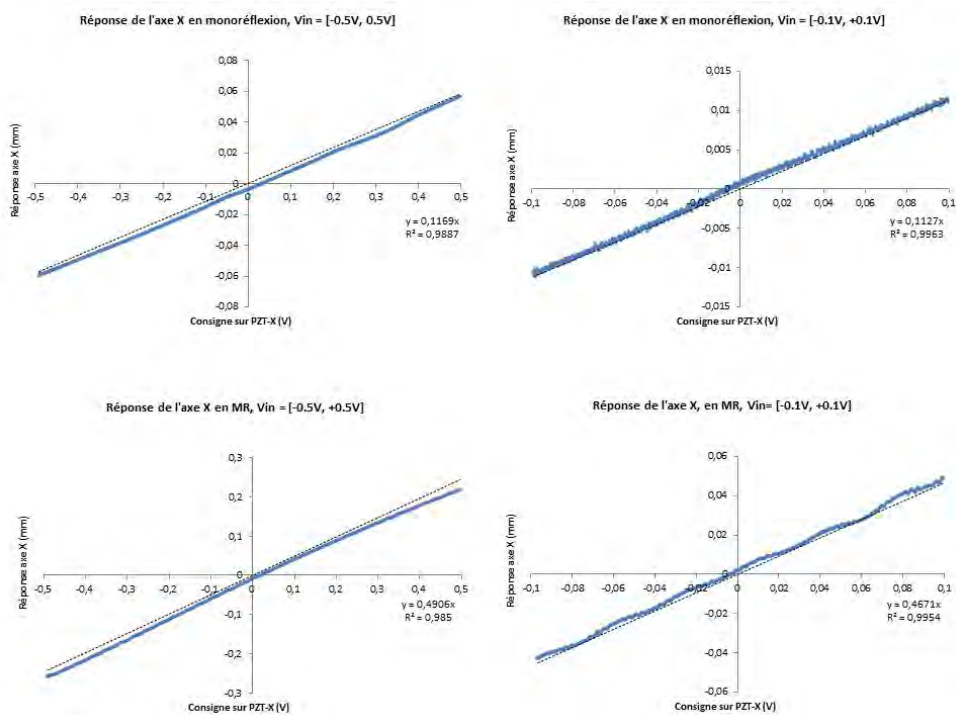 Réponse de l'axe X en monoréflexion, Vin = [-0.5V, 0.5V]
0,08
0,06
0,04
0,02
0
-0,02
-0,04
-0,06
-0,08
-0,5 -0,4 -0,3 -0,2 -0,1 0 0,1 0,2 0,3 0,4 0,5
Réponse axe X (mm)
y = 0,1169x
R² = 0,9887
Consigne sur PZT-X (V)
Réponse de l'axe X en monoréflexion, Vin = [-0.1V, +0.1V]
0,015
0,01
0,005
0
-0,005
-0,01
-0,015
-0,1 -0,08 -0,06 -0,04 -0,02 0 0,02 0,04 0,06 0,08 0,1
Réponse axe X (mm)
y = 0,1127x
R² = 0,9963
Consigne sur PZT-X (V)
Réponse de l'axe X en MR, Vin = [-0.5V, +0.5V]
0,3
0,2
0,1
0
-0,1
-0,2
-0,3
-0,5 -0,4 -0,3 -0,2 -0,1 0 0,1 0,2 0,3 0,4 0,5
Réponse axe X (mm)
y = 0,4906x
R² = 0,985
Consigne sur PZT-X (V)
Réponse de l'axe X, en MR, Vin= [-0.1V, +0.1V]
0,06
0,04
0,02
0
-0,02
-0,04
-0,06
-0,1 -0,08 -0,06 -0,04 -0,02 0 0,02 0,04 0,06 0,08 0,1
Réponse axe X (mm)
y = 0,4671x
R² = 0,9954
Consigne sur PZT-X (V)